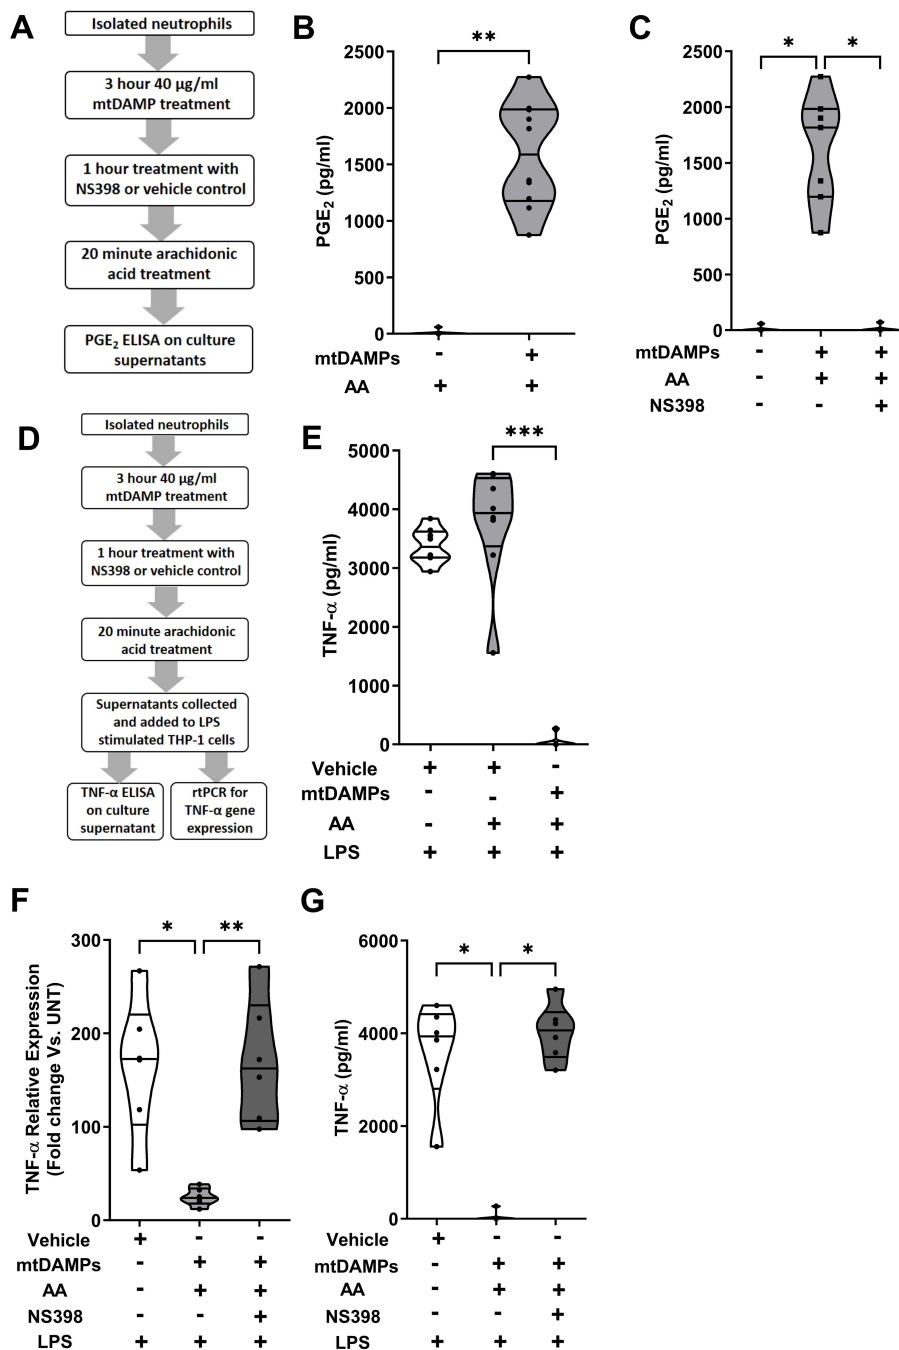 A
Isolated neutrophils
3 hour 40 µg/ml
mtDAMP treatment
1 hour treatment with
NS398 or vehicle control
20 minute arachidonic
acid treatment
PGE2 ELISA on culture
supernatants
B
**
PGE2 (pg/ml)
2500
2000
1500
1000
500
0
mtDAMPs - +
AA + +
C
* *
PGE2 (pg/ml)
2500
2000
1500
1000
500
0
mtDAMPs - + +
AA - + +
NS398 - - +
D
Isolated neutrophils
3 hour 40 µg/ml
mtDAMP treatment
1 hour treatment with
NS398 or vehicle control
20 minute arachidonic
acid treatment
Supernatants collected
and added to LPS
stimulated THP-1 cells
TNF-α ELISA
on culture
supernatant
rtPCR for
TNF-α gene
expression
E
***
TNF-α (pg/ml)
5000
4000
3000
2000
1000
0
Vehicle + + -
mtDAMPs - - +
AA - + +
LPS + + +
F
* **
TNF-α Relative Expression
(Fold change Vs. UNT)
300
200
100
0
Vehicle + - -
mtDAMPs - + +
AA - + +
NS398 - - +
LPS + + +
G
* *
TNF-α (pg/ml)
6000
4000
2000
0
Vehicle + - -
mtDAMPs - + +
AA - + +
NS398 - - +
LPS + + +